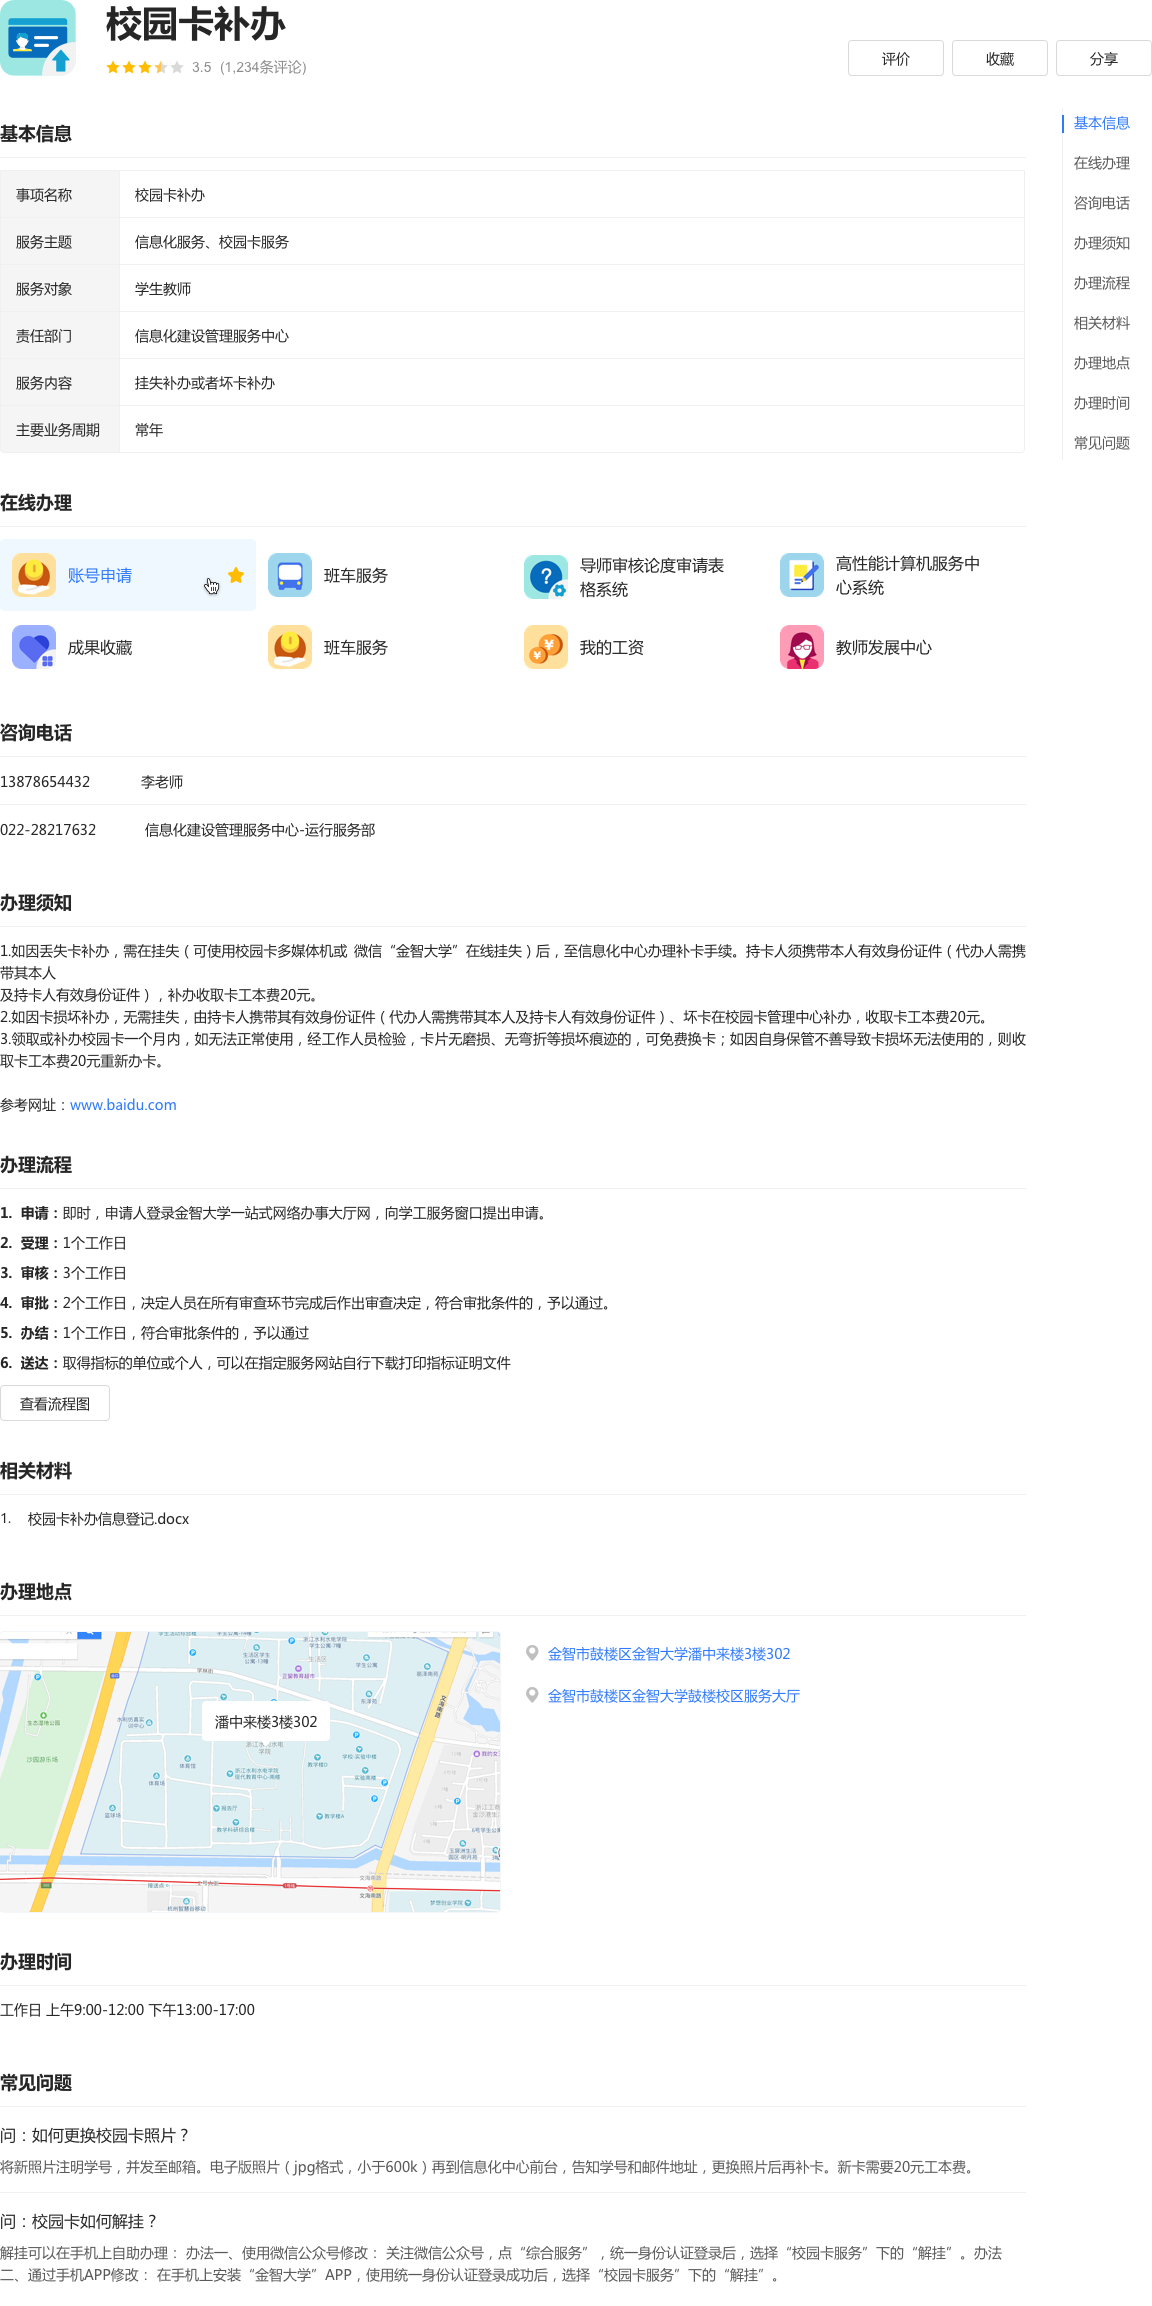 校园卡补办
3.5 (1,234条评论)
评价
收藏
分享
基本信息
基本信息
在线办理
咨询电话
办理须知
办理流程
相关材料
办理地点
办理时间
常见问题
事项名称 校园卡补办
服务主题 信息化服务、校园卡服务
服务对象 学生教师
责任部门 信息化建设管理服务中心
服务内容 挂失补办或者坏卡补办
主要业务周期 常年
在线办理
账号申请
班车服务
导师审核论度审请表
格系统
高性能计算机服务中
心系统
成果收藏
班车服务
我的工资
教师发展中心
咨询电话
13878654432 李老师
022-28217632 信息化建设管理服务中心-运行服务部
办理须知
1.如因丢失卡补办，需在挂失（可使用校园卡多媒体机或 微信“金智大学”在线挂失）后，至信息化中心办理补卡手续。持卡人须携带本人有效身份证件（代办人需携
带其本人
及持卡人有效身份证件），补办收取卡工本费20元。
2.如因卡损坏补办，无需挂失，由持卡人携带其有效身份证件（代办人需携带其本人及持卡人有效身份证件）、坏卡在校园卡管理中心补办，收取卡工本费20元。
3.领取或补办校园卡一个月内，如无法正常使用，经工作人员检验，卡片无磨损、无弯折等损坏痕迹的，可免费换卡；如因自身保管不善导致卡损坏无法使用的，则收
取卡工本费20元重新办卡。
参考网址：www.baidu.com
办理流程
1. 申请：即时，申请人登录金智大学一站式网络办事大厅网，向学工服务窗口提出申请。
2. 受理：1个工作日
3. 审核：3个工作日
4. 审批：2个工作日，决定人员在所有审查环节完成后作出审查决定，符合审批条件的，予以通过。
5. 办结：1个工作日，符合审批条件的，予以通过
6. 送达：取得指标的单位或个人，可以在指定服务网站自行下载打印指标证明文件
查看流程图
相关材料
1. 校园卡补办信息登记.docx
办理地点
潘中来楼3楼302
金智市鼓楼区金智大学潘中来楼3楼302
金智市鼓楼区金智大学鼓楼校区服务大厅
办理时间
工作日 上午9:00-12:00 下午13:00-17:00
常见问题
问：如何更换校园卡照片？
将新照片注明学号，并发至邮箱。电子版照片（jpg格式，小于600k）再到信息化中心前台，告知学号和邮件地址，更换照片后再补卡。新卡需要20元工本费。
问：校园卡如何解挂？
解挂可以在手机上自助办理： 办法一、使用微信公众号修改： 关注微信公众号，点“综合服务”，统一身份认证登录后，选择“校园卡服务”下的“解挂”。办法
二、通过手机APP修改： 在手机上安装“金智大学”APP，使用统一身份认证登录成功后，选择“校园卡服务”下的“解挂”。